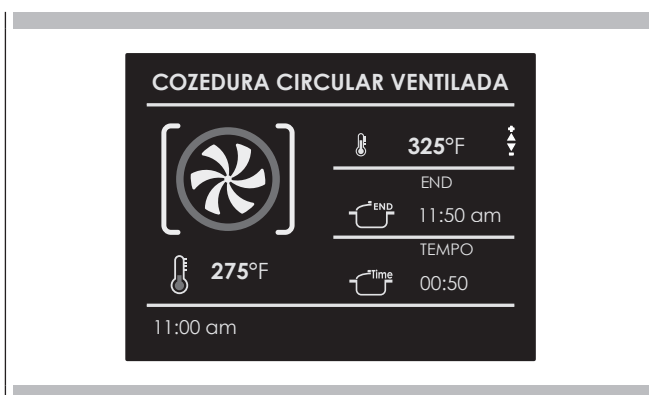 COZEDURA CIRCULAR VENTILADA
325°F
END
END
11:50 am
275°F
TEMPO
Time
00:50
11:00 am